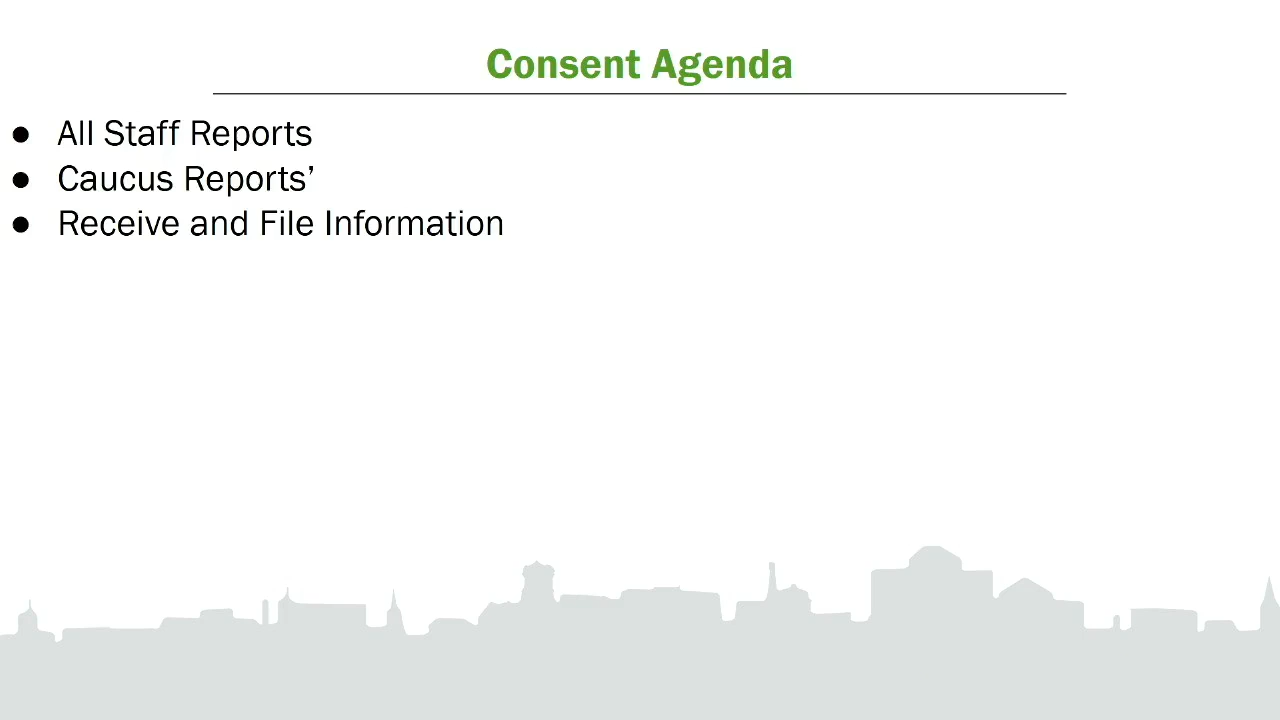 Consent Agenda
● All Staff Reports
● Caucus Reports’
● Receive and File Information